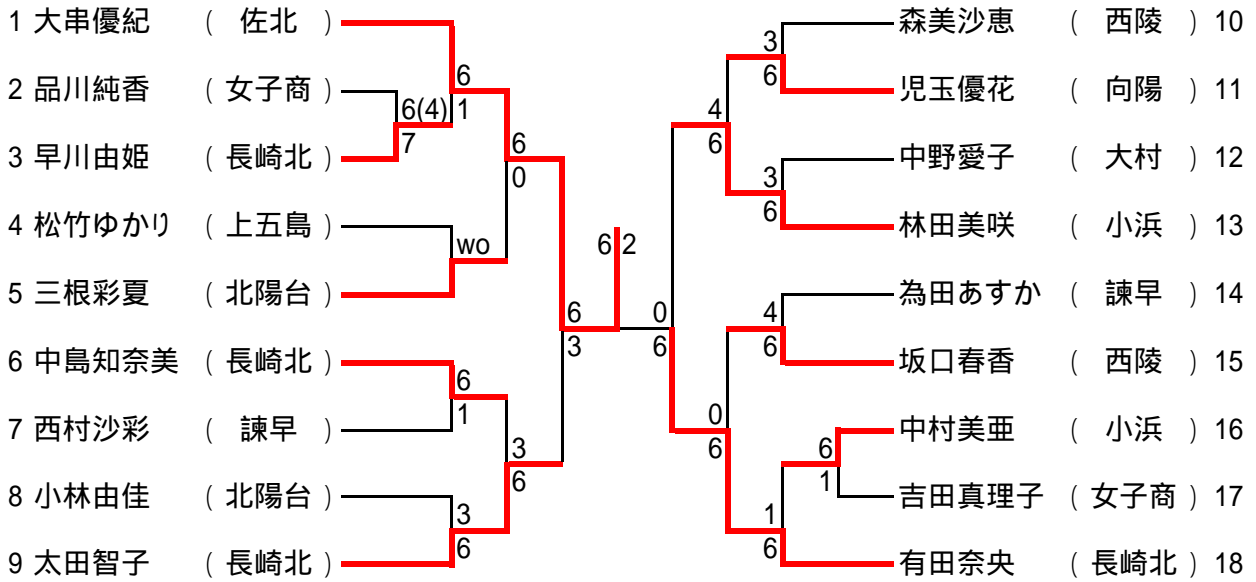 1 大串優紀 ( 佐北 )
2 品川純香 ( 女子商 )
3 早川由姫 ( 長崎北 )
4 松竹ゆかり ( 上五島 )
5 三根彩夏 ( 北陽台 )
6 中島知奈美 ( 長崎北 )
7 西村沙彩 ( 諫早 )
8 小林由佳 ( 北陽台 )
9 太田智子 ( 長崎北 )
6(4)
7
6
1
wo
6
1
3
6
6
0
3
6
6
3
6 2
0
6
4
6
0
6
3
6
3
6
4
6
1
6
6
1
森美沙恵 ( 西陵 ) 10
児玉優花 ( 向陽 ) 11
中野愛子 ( 大村 ) 12
林田美咲 ( 小浜 ) 13
為田あすか ( 諫早 ) 14
坂口春香 ( 西陵 ) 15
中村美亜 ( 小浜 ) 16
吉田真理子 ( 女子商 ) 17
有田奈央 ( 長崎北 ) 18